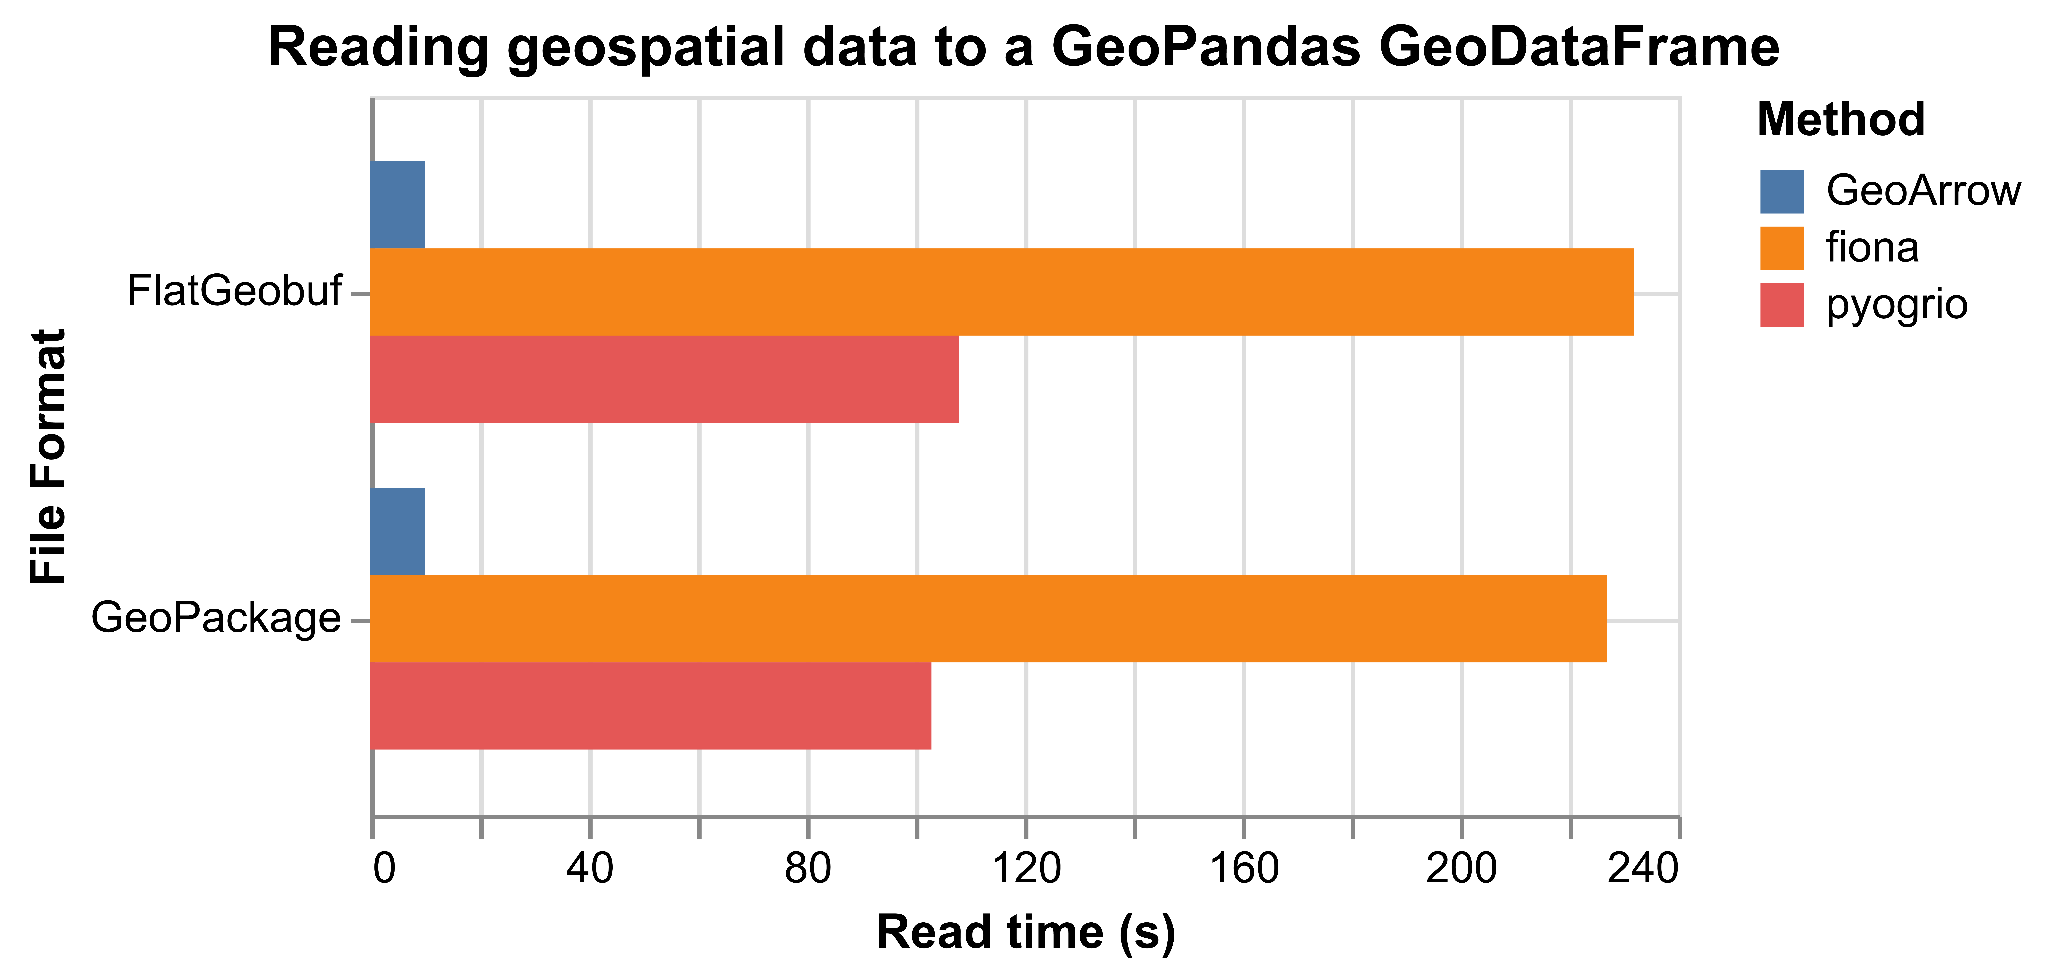 Reading geospatial data to a GeoPandas GeoDataFrame
Method
GeoArrow
fiona
pyogrio
File Format
FlatGeobuf
GeoPackage
0 40 80 120 160 200 240
Read time (s)